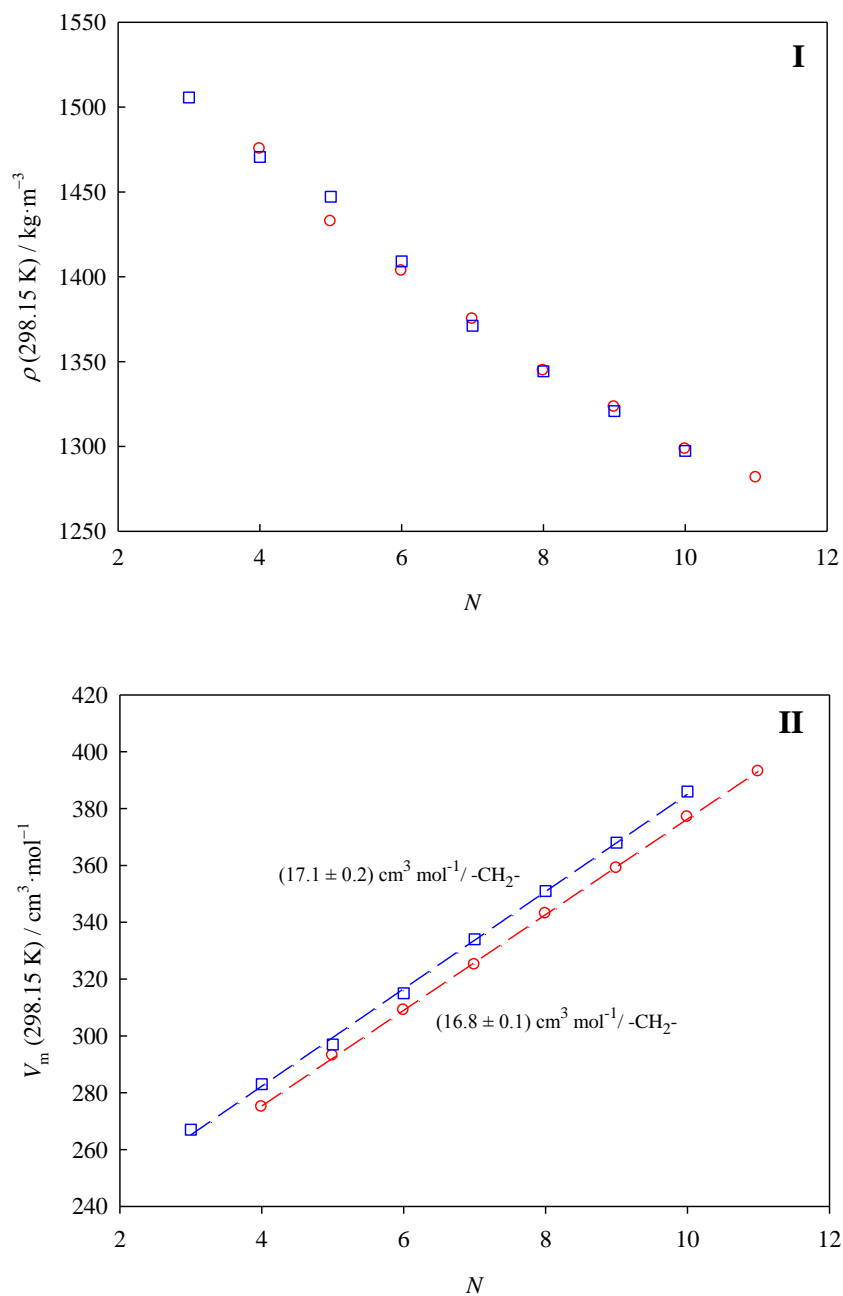 I
1550
1500
1450
1400
1350
1300
1250
ρ (298.15 K) / kg·m⁻³
2 4 6 8 10 12
N
II
420
400
380
360
340
320
300
280
260
240
Vₘ (298.15 K) / cm³·mol⁻¹
(17.1 ± 0.2) cm³ mol⁻¹/ -CH₂-
(16.8 ± 0.1) cm³ mol⁻¹/ -CH₂-
2 4 6 8 10 12
N